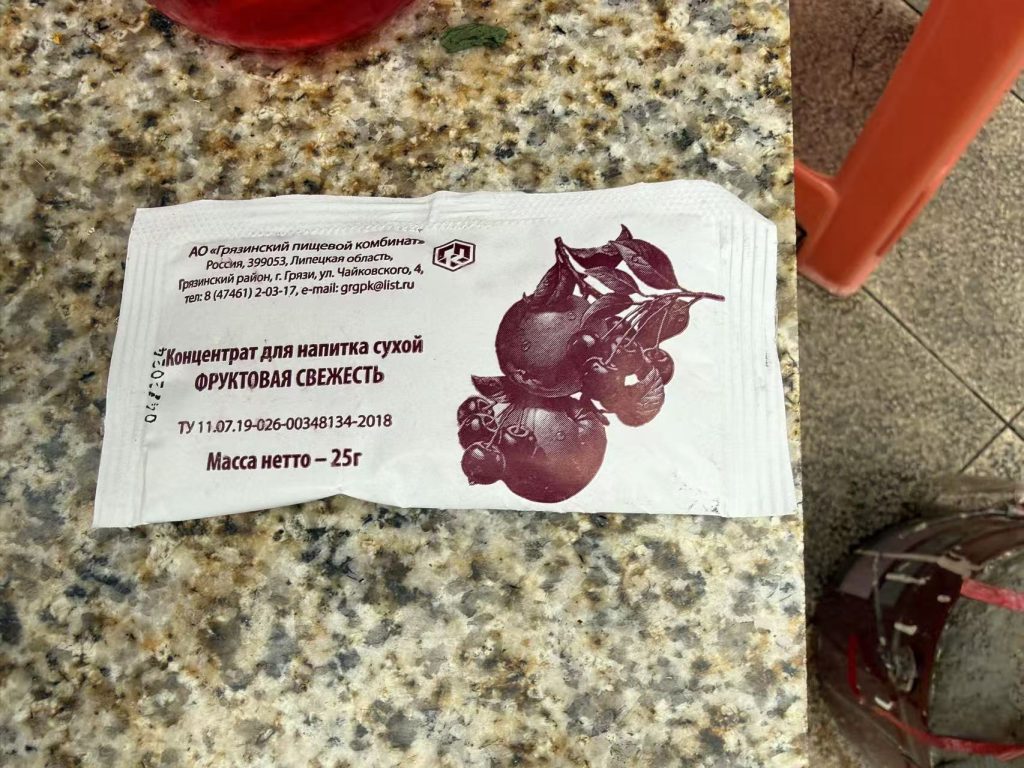 АО «Грязинский пищевой комбинат»
Россия, 399053, Липецкая область,
Грязинский район, г. Грязи, ул. Чайковского, 4,
тел: 8 (47461) 2-03-17, e-mail: grgpk@list.ru
Концентрат для напитка сухой
ФРУКТОВАЯ СВЕЖЕСТЬ
ТУ 11.07.19-026-00348134-2018
Масса нетто – 25г
04/2024